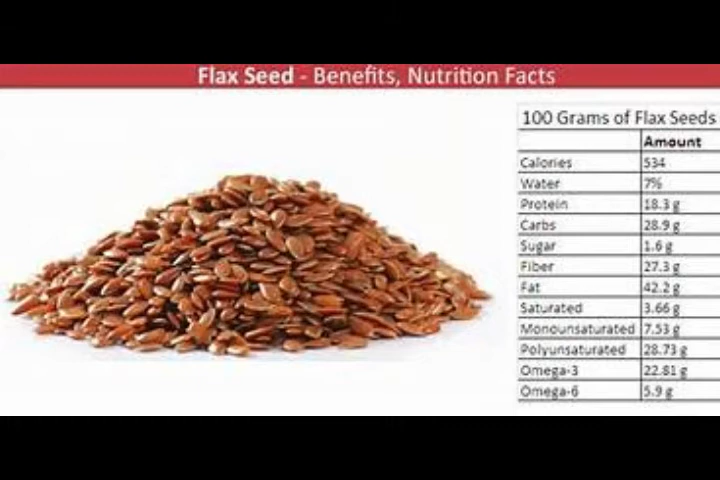 Flax Seed - Benefits, Nutrition Facts
100 Grams of Flax Seeds
Amount
Calories 534
Water 7%
Protein 18.3 g
Carbs 28.9 g
Sugar 1.6 g
Fiber 27.3 g
Fat 42.2 g
Saturated 3.66 g
Monounsaturated 7.53 g
Polyunsaturated 28.73 g
Omega-3 22.81 g
Omega-6 5.9 g